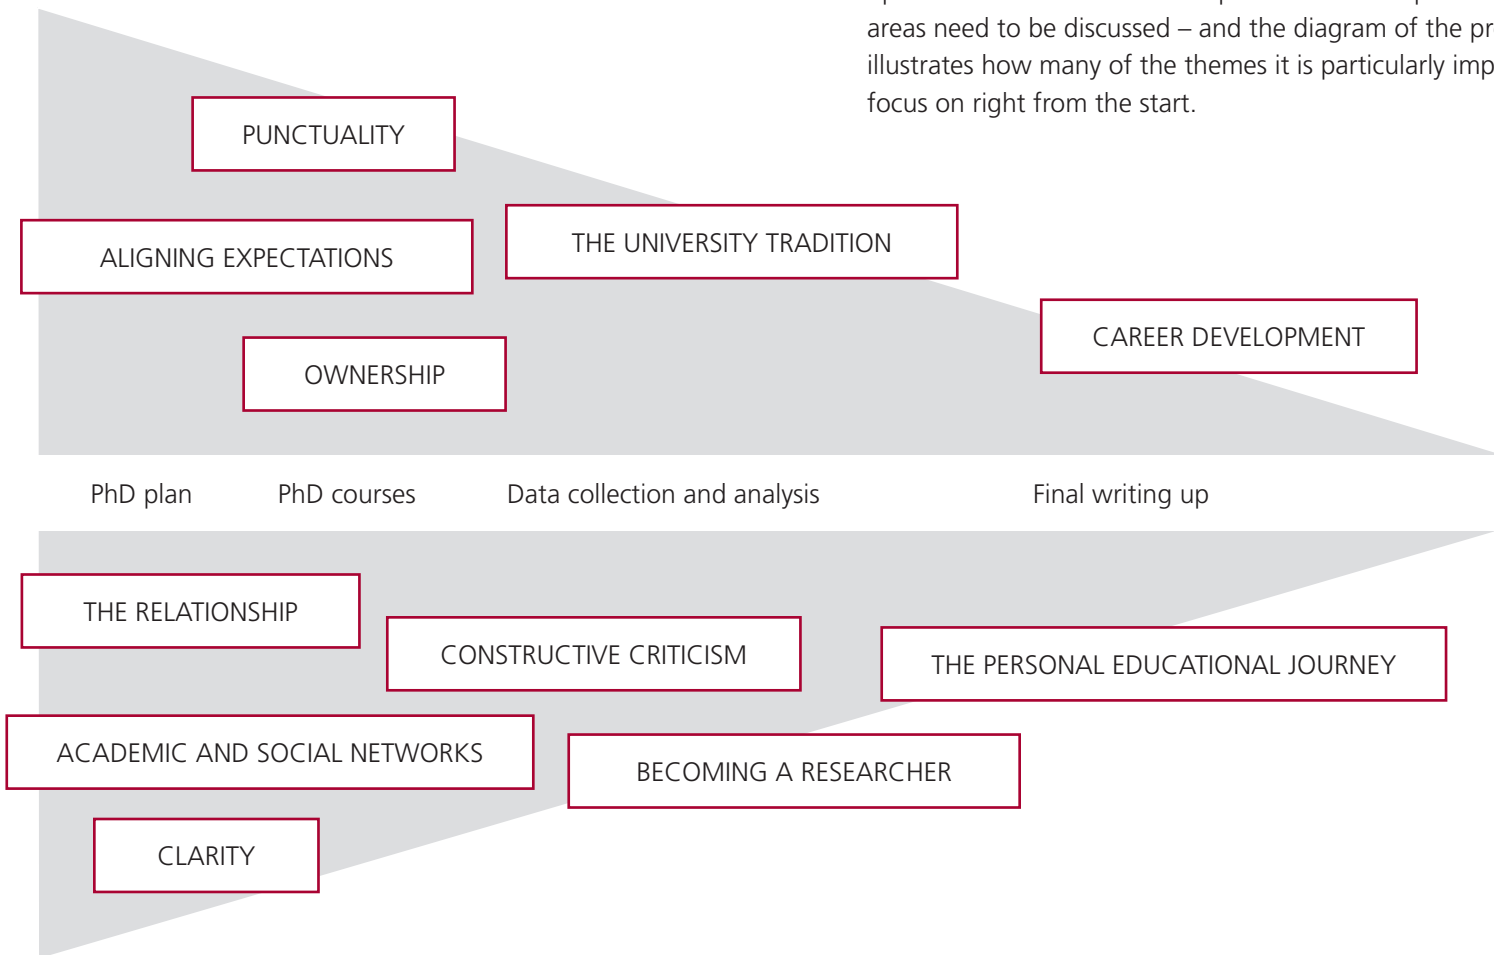 areas need to be discussed – and the diagram of the pr
illustrates how many of the themes it is particularly imp
focus on right from the start.
PUNCTUALITY
THE UNIVERSITY TRADITION
ALIGNING EXPECTATIONS
CAREER DEVELOPMENT
OWNERSHIP
PhD plan PhD courses Data collection and analysis Final writing up
THE RELATIONSHIP
CONSTRUCTIVE CRITICISM
THE PERSONAL EDUCATIONAL JOURNEY
ACADEMIC AND SOCIAL NETWORKS
BECOMING A RESEARCHER
CLARITY